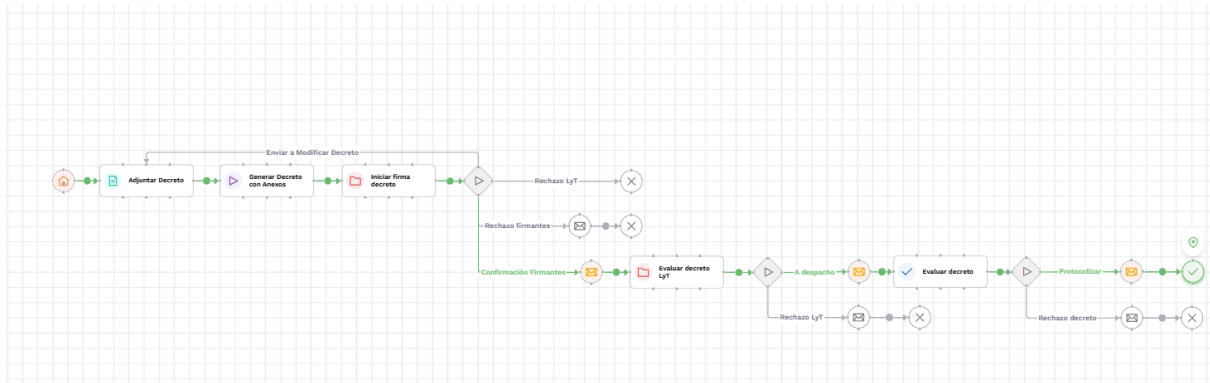 Enviar a Modificar Decreto
Adjuntar Decreto
Generar Decreto
con Anexos
Iniciar firma
decreto
Rechazo LyT
Rechazo firmantes
Confirmación Firmantes
Evaluar decreto
LyT
A despacho
Evaluar decreto
Protocolizar
Rechazo LyT
Rechazo decreto